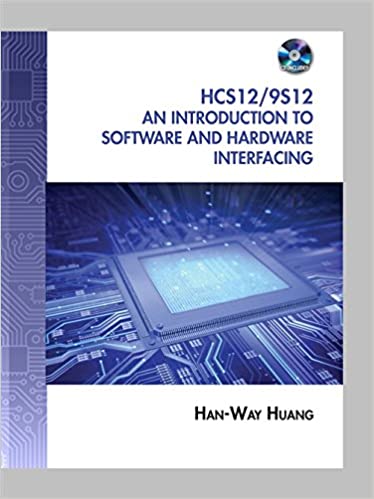 HCS12/9S12
AN INTRODUCTION TO
SOFTWARE AND HARDWARE
INTERFACING
HAN-WAY HUANG